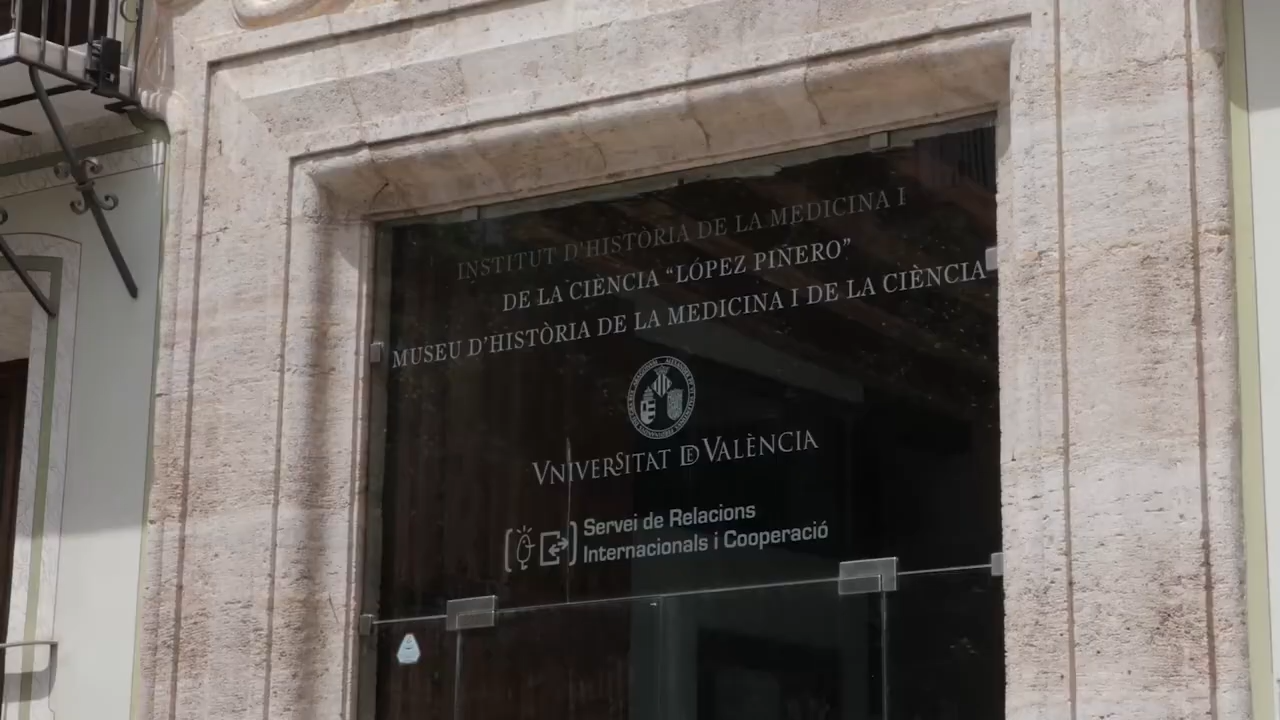 INSTITUT D'HISTÒRIA DE LA MEDICINA I
DE LA CIÈNCIA “LÓPEZ PIÑERO”
MUSEU D'HISTÒRIA DE LA MEDICINA I DE LA CIÈNCIA
VNIVERSITAT DE VALÈNCIA
Servei de Relacions
Internacionals i Cooperació